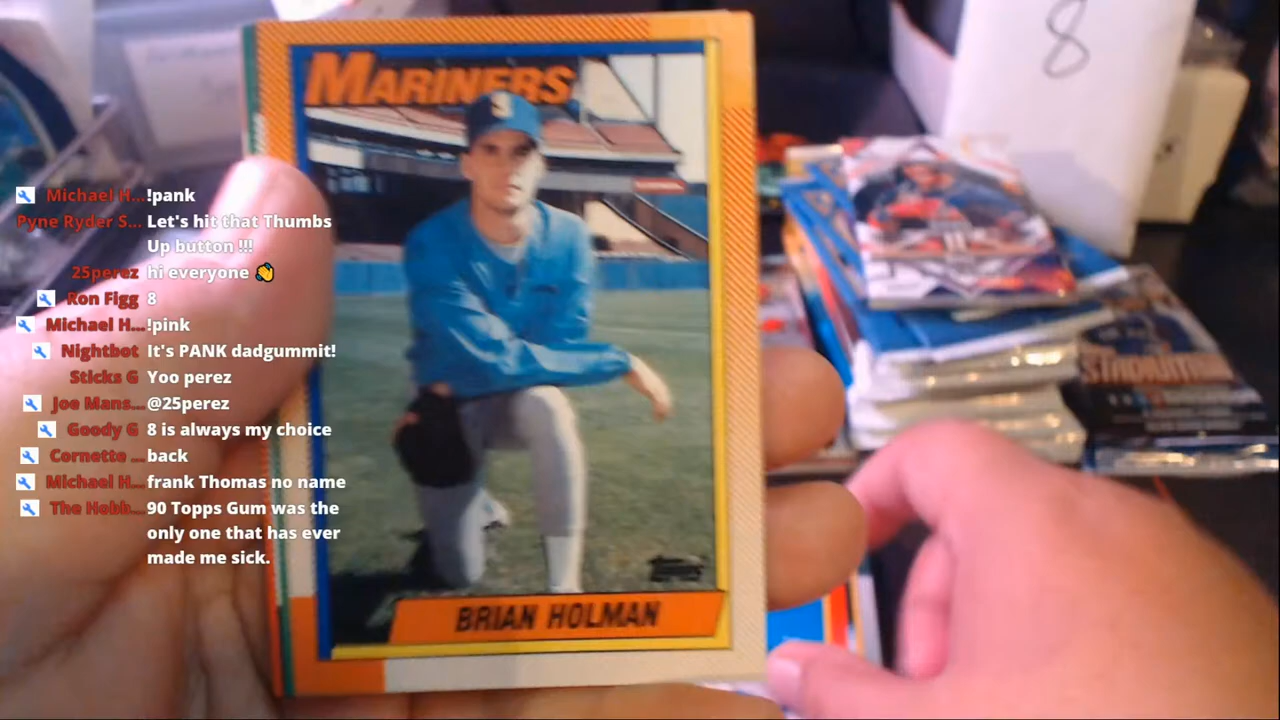 8
MARINERS
Michael H... !pank
Pyne Ryder S... Let's hit that Thumbs
Up button !!!
25perez hi everyone 👋
Ron Figg 8
Michael H... !pink
Nightbot It's PANK dadgummit!
Sticks G Yoo perez
Joe Mans... @25perez
Goody G 8 is always my choice
Cornette ... back
Michael H... frank Thomas no name
The Hobb... 90 Topps Gum was the
only one that has ever
made me sick.
STADIUM
Topps
BRIAN HOLMAN